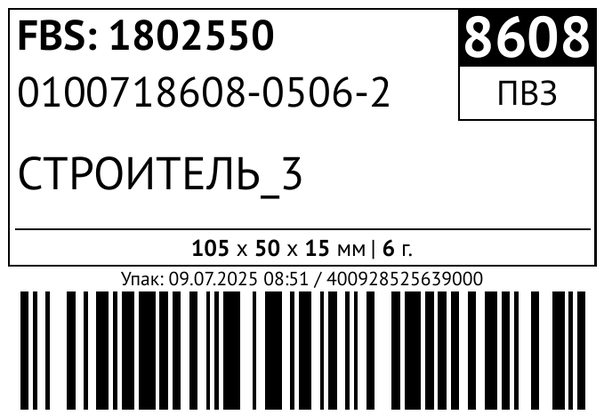 FBS: 1802550
8608
0100718608-0506-2
ПВЗ
СТРОИТЕЛЬ_3
105 x 50 x 15 мм | 6 г.
Упак: 09.07.2025 08:51 / 400928525639000